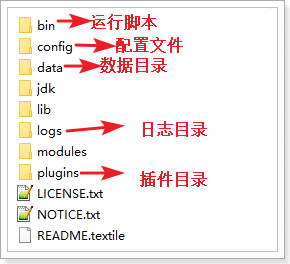 bin 运行脚本
config 配置文件
data 数据目录
jdk
lib
logs 日志目录
modules
plugins 插件目录
LICENSE.txt
NOTICE.txt
README.textile